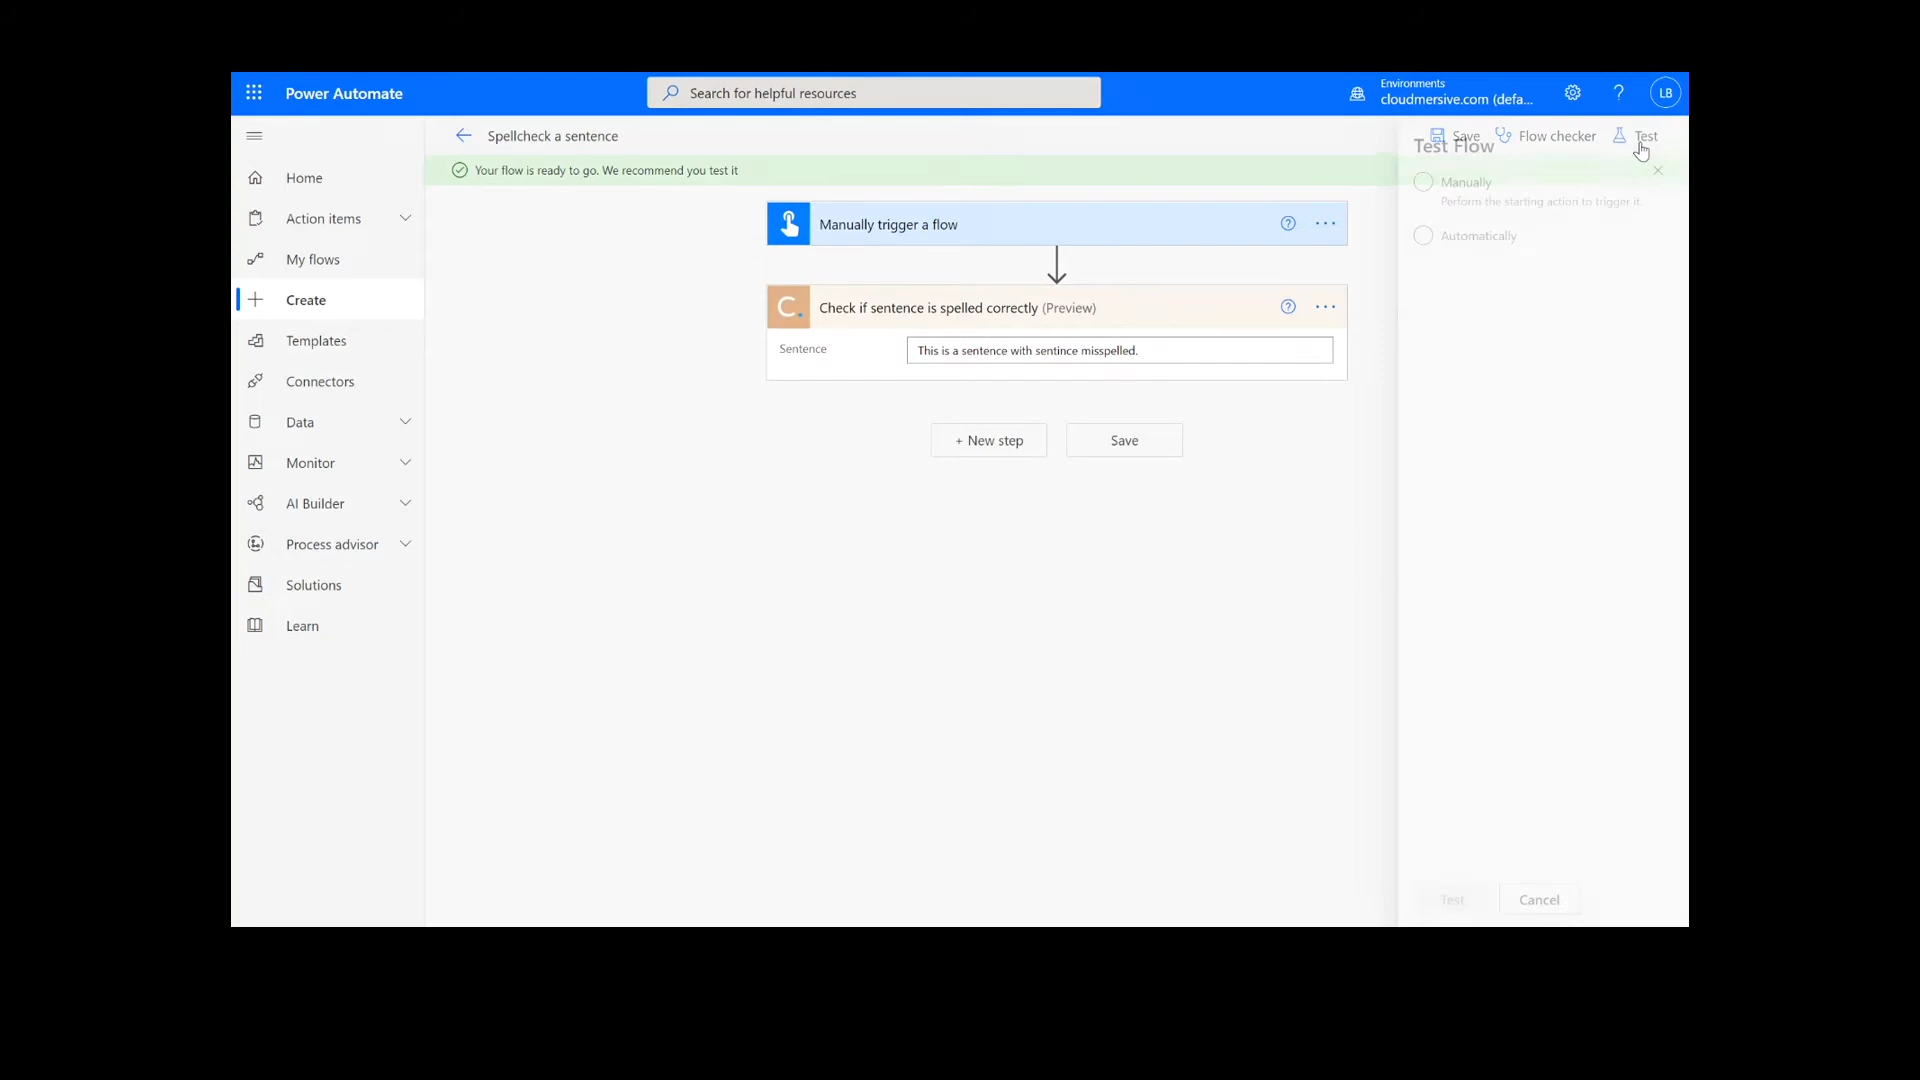 Power Automate
Search for helpful resources
Environments
cloudmersive.com (defa...
?
LB
Spellcheck a sentence
Save
Flow checker
Test
Test Flow
Your flow is ready to go. We recommend you test it
Manually
Perform the starting action to trigger it.
Automatically
Home
Action items
My flows
Create
Templates
Connectors
Data
Monitor
AI Builder
Process advisor
Solutions
Learn
Manually trigger a flow
?
...
C.
Check if sentence is spelled correctly (Preview)
?
...
Sentence
This is a sentence with sentince misspelled.
+ New step
Save
Test
Cancel